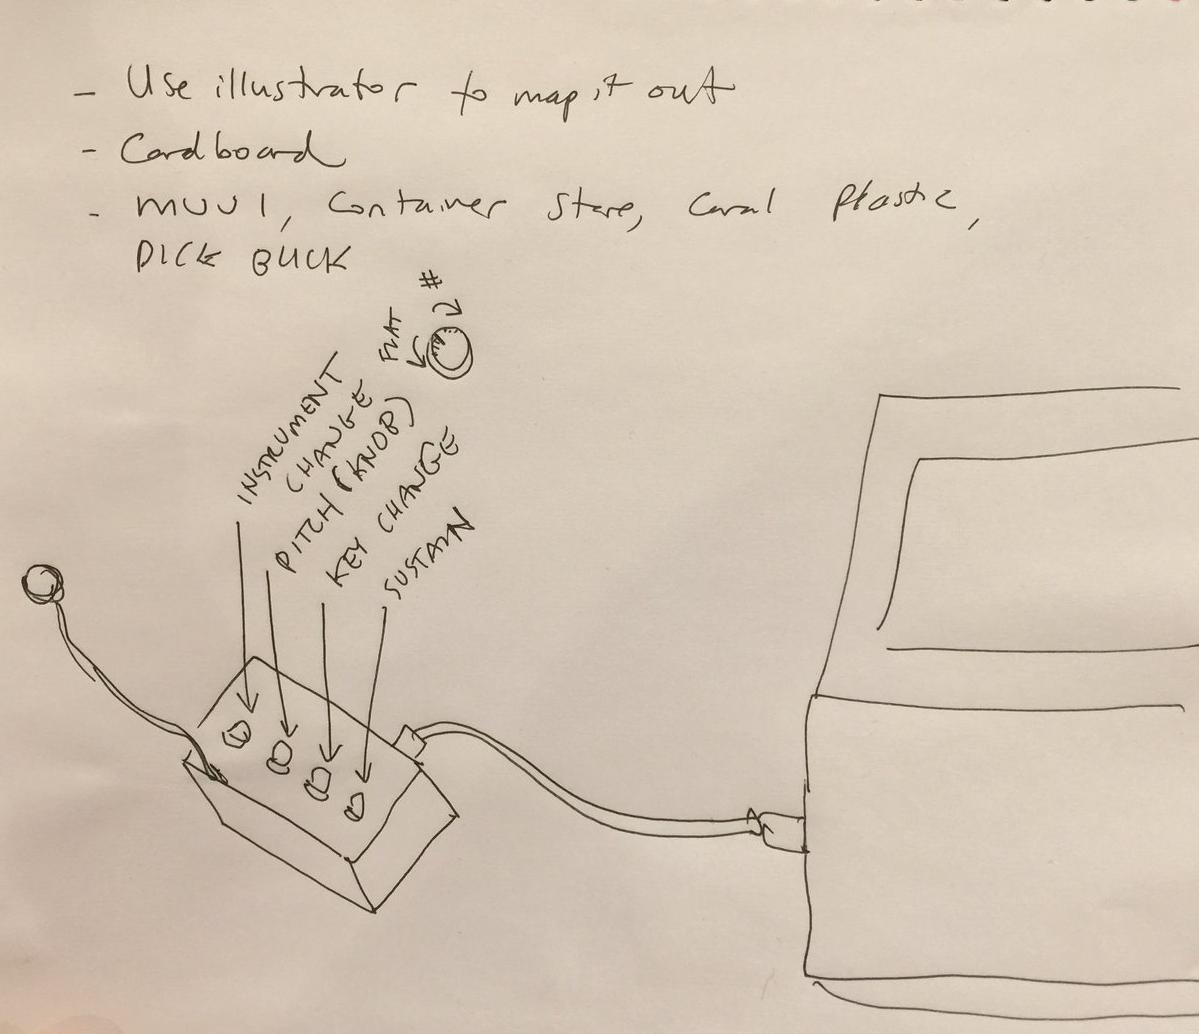 - Use illustrator to map it out
- Cardboard
- MUJI, Container Store, Canal Plastic,
DICK BLICK
#
FLAT
INSTRUMENT
CHANGE
PITCH (KNOB)
KEY CHANGE
SUSTAIN